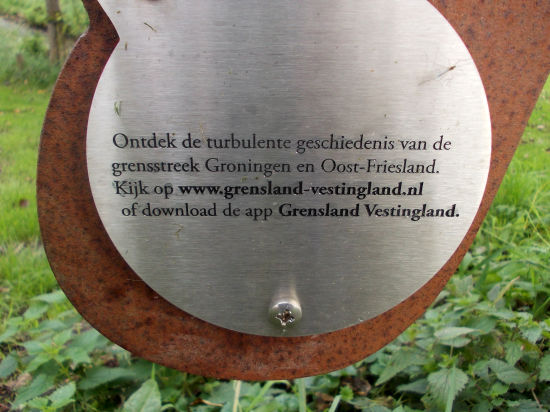 Ontdek de turbulente geschiedenis van de
grensstreek Groningen en Oost-Friesland.
Kijk op www.grensland-vestingland.nl
of download de app Grensland Vestingland.